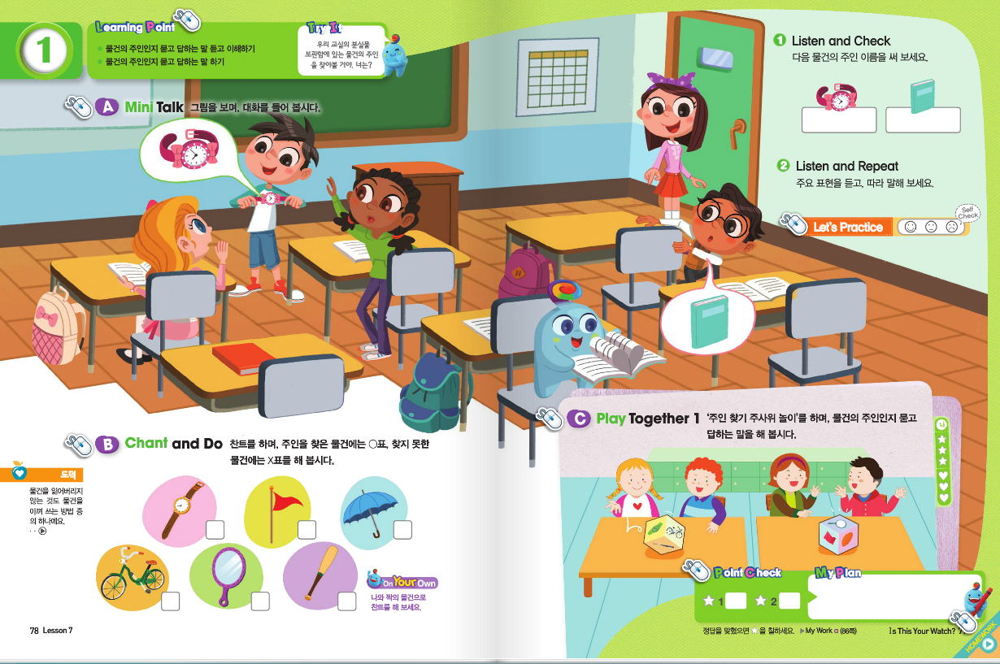 1
Learning Point
물건의 주인인지 묻고 답하는 말 듣고 이해하기
물건의 주인인지 묻고 답하는 말 하기
Try It
우리 교실의 분실물
보관함에 있는 물건의 주인
을 찾아볼 거야, 너는?
A Mini Talk 그림을 보며, 대화를 들어 봅시다.
1 Listen and Check
다음 물건의 주인 이름을 써 보세요.
2 Listen and Repeat
주요 표현을 듣고, 따라 말해 보세요.
Let's Practice
Self
Check
B Chant and Do 찬트를 하며, 주인을 찾은 물건에는 ○표, 찾지 못한
물건에는 X표를 해 봅시다.
도덕
물건을 잃어버리지
않는 것도 물건을
아껴 쓰는 방법 중
의 하나예요.
On Your Own
나와 짝의 물건으로
찬트를 해 보세요.
78 Lesson 7
C Play Together 1 '주인 찾기 주사위 놀이'를 하며, 물건의 주인인지 묻고
답하는 말을 해 봅시다.
Point Check
★ 1 ★ 2
My Plan
정답을 맞혔으면 ★을 칠하세요. ▶My Work a (86쪽)
Is This Your Watch?
HOMEWORK